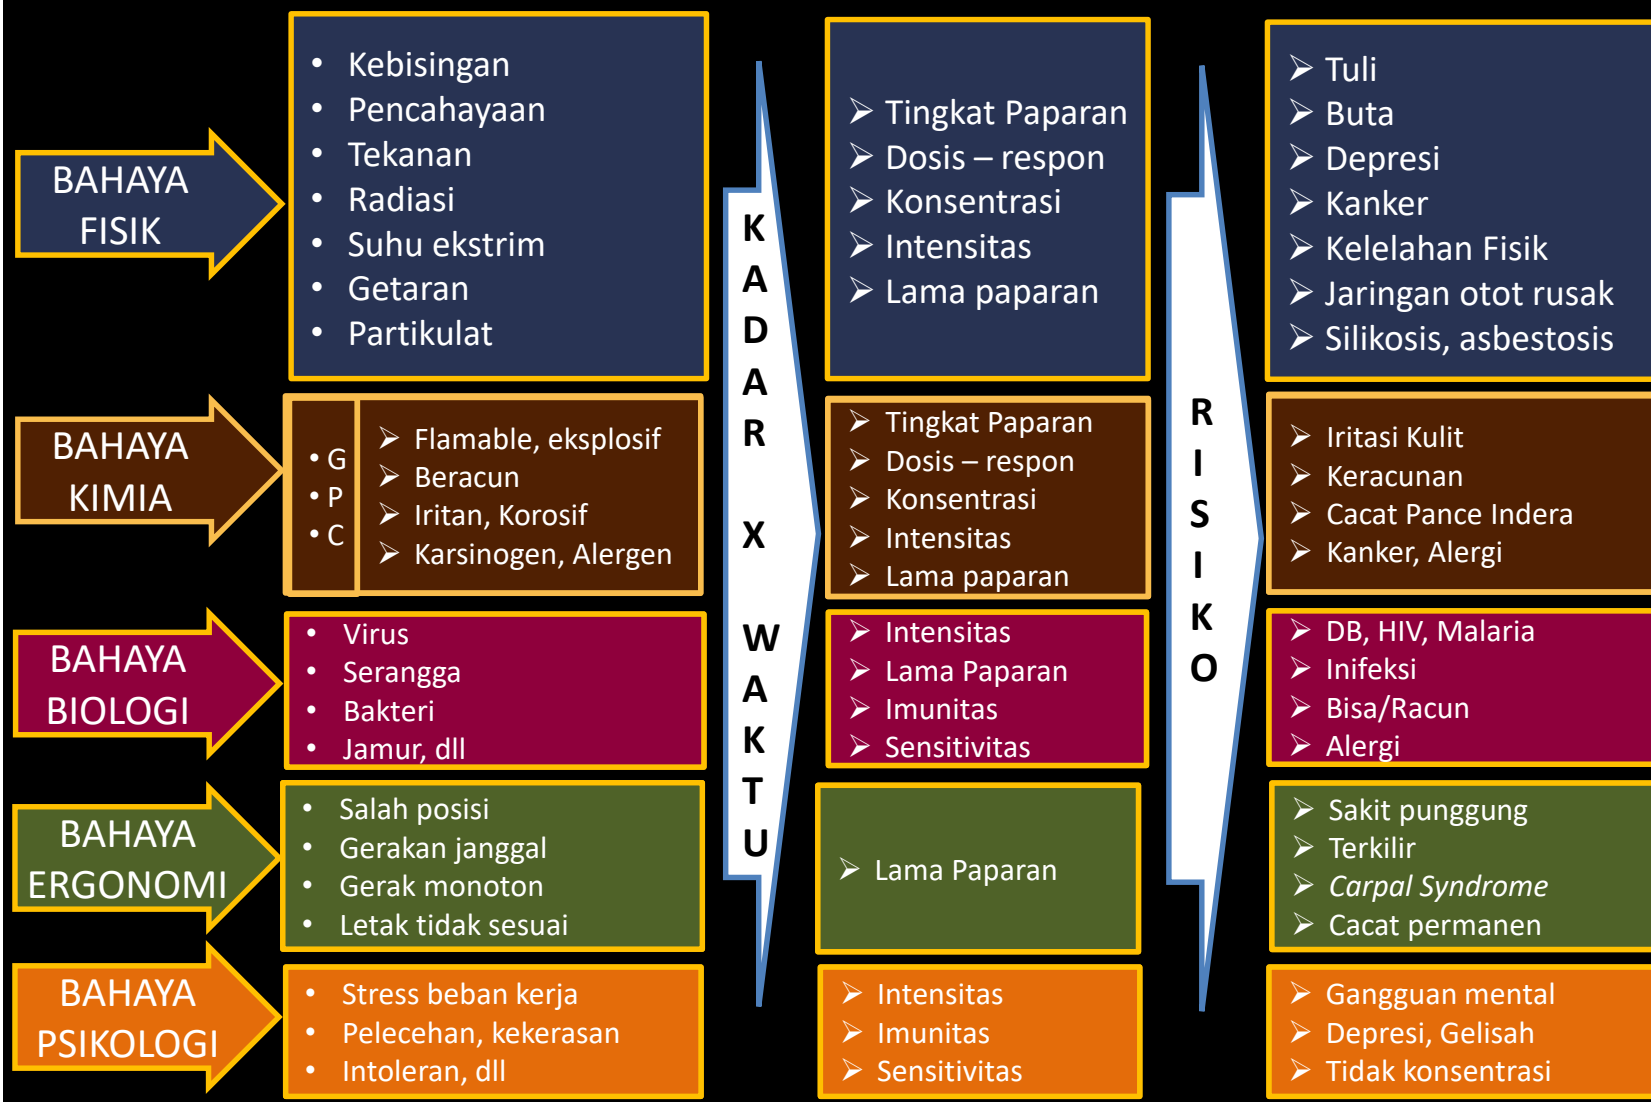 BAHAYA
FISIK
• Kebisingan
• Pencahayaan
• Tekanan
• Radiasi
• Suhu ekstrim
• Getaran
• Partikulat
KADAR X WAKTU
➢ Tingkat Paparan
➢ Dosis – respon
➢ Konsentrasi
➢ Intensitas
➢ Lama paparan
RISIKO
➢ Tuli
➢ Buta
➢ Depresi
➢ Kanker
➢ Kelelahan Fisik
➢ Jaringan otot rusak
➢ Silikosis, asbestosis
BAHAYA
KIMIA
• G
• P
• C
➢ Flamable, eksplosif
➢ Beracun
➢ Iritan, Korosif
➢ Karsinogen, Alergen
➢ Tingkat Paparan
➢ Dosis – respon
➢ Konsentrasi
➢ Intensitas
➢ Lama paparan
➢ Iritasi Kulit
➢ Keracunan
➢ Cacat Pance Indera
➢ Kanker, Alergi
BAHAYA
BIOLOGI
• Virus
• Serangga
• Bakteri
• Jamur, dll
➢ Intensitas
➢ Lama Paparan
➢ Imunitas
➢ Sensitivitas
➢ DB, HIV, Malaria
➢ Inifeksi
➢ Bisa/Racun
➢ Alergi
BAHAYA
ERGONOMI
• Salah posisi
• Gerakan janggal
• Gerak monoton
• Letak tidak sesuai
➢ Lama Paparan
➢ Sakit punggung
➢ Terkilir
➢ Carpal Syndrome
➢ Cacat permanen
BAHAYA
PSIKOLOGI
• Stress beban kerja
• Pelecehan, kekerasan
• Intoleran, dll
➢ Intensitas
➢ Imunitas
➢ Sensitivitas
➢ Gangguan mental
➢ Depresi, Gelisah
➢ Tidak konsentrasi